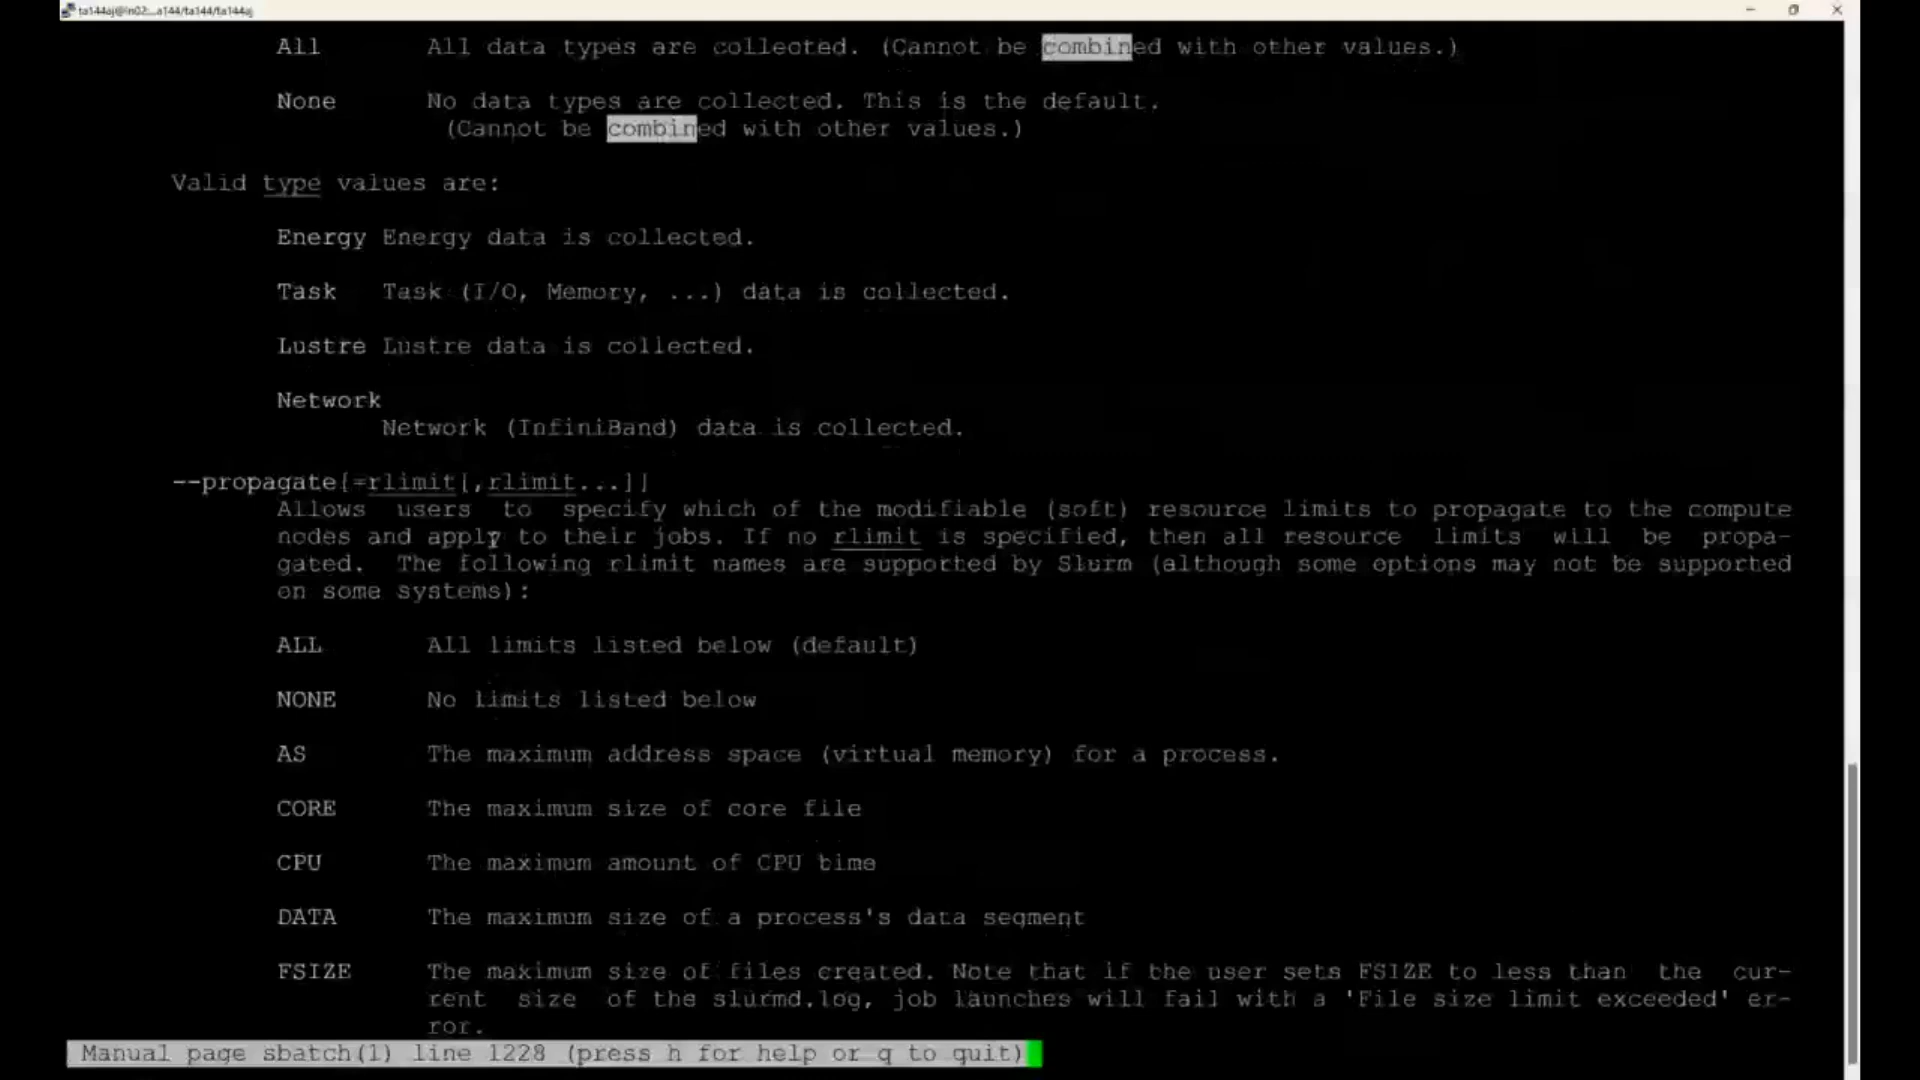 ta144aj@ln02:...a144/ta144/ta144aj
All All data types are collected. (Cannot be combined with other values.)
None No data types are collected. This is the default.
(Cannot be combined with other values.)
Valid type values are:
Energy Energy data is collected.
Task Task (I/O, Memory, ...) data is collected.
Lustre Lustre data is collected.
Network
Network (InfiniBand) data is collected.
--propagate[=rlimit[,rlimit...]]
Allows users to specify which of the modifiable (soft) resource limits to propagate to the compute
nodes and apply to their jobs. If no rlimit is specified, then all resource limits will be propa-
gated. The following rlimit names are supported by Slurm (although some options may not be supported
on some systems):
ALL All limits listed below (default)
NONE No limits listed below
AS The maximum address space (virtual memory) for a process.
CORE The maximum size of core file
CPU The maximum amount of CPU time
DATA The maximum size of a process's data segment
FSIZE The maximum size of files created. Note that if the user sets FSIZE to less than the cur-
rent size of the slurmd.log, job launches will fail with a 'File size limit exceeded' er-
ror.
Manual page sbatch(1) line 1228 (press h for help or q to quit)